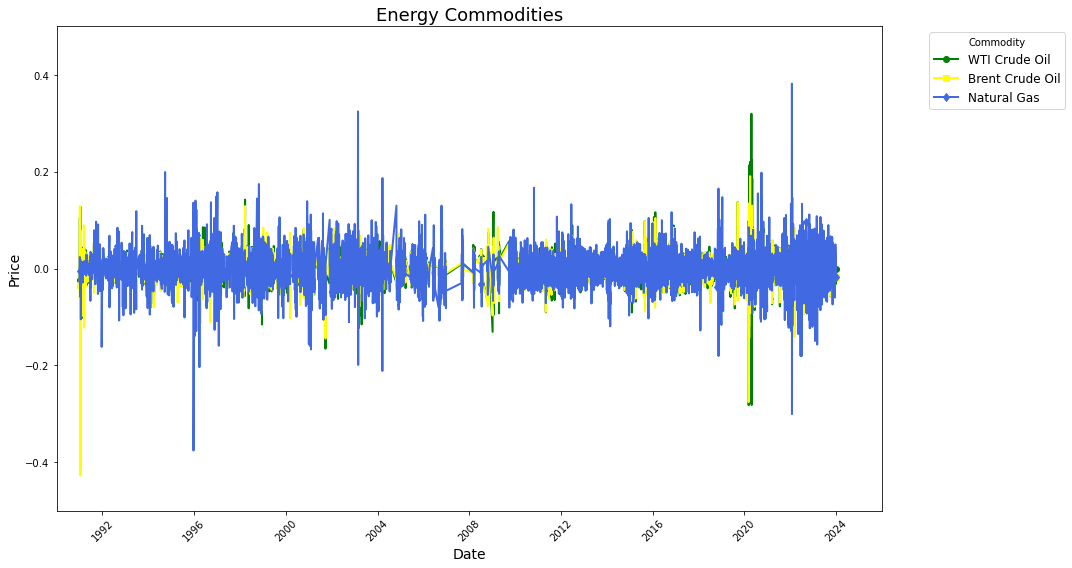 Energy Commodities
Commodity
WTI Crude Oil
Brent Crude Oil
Natural Gas
Price
0.4
0.2
0.0
−0.2
−0.4
1992
1996
2000
2004
2008
2012
2016
2020
2024
Date